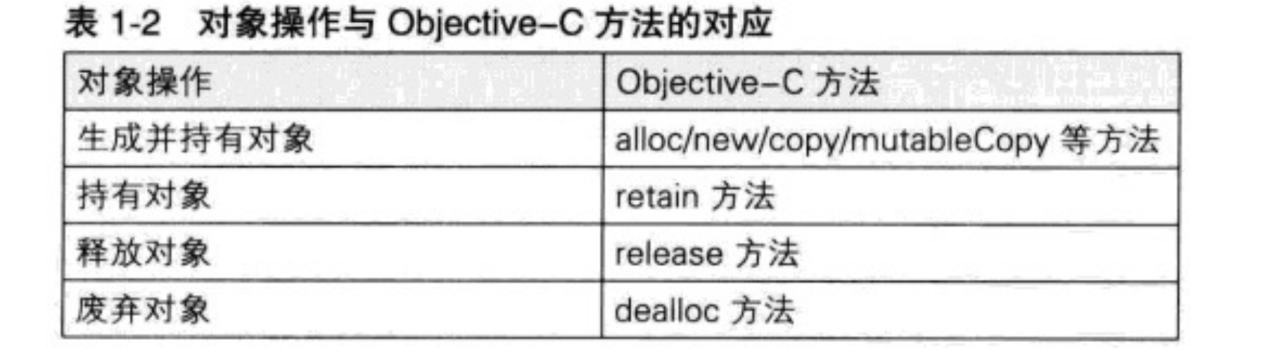 表 1-2 对象操作与 Objective-C 方法的对应
对象操作 Objective-C 方法
生成并持有对象 alloc/new/copy/mutableCopy 等方法
持有对象 retain 方法
释放对象 release 方法
废弃对象 dealloc 方法